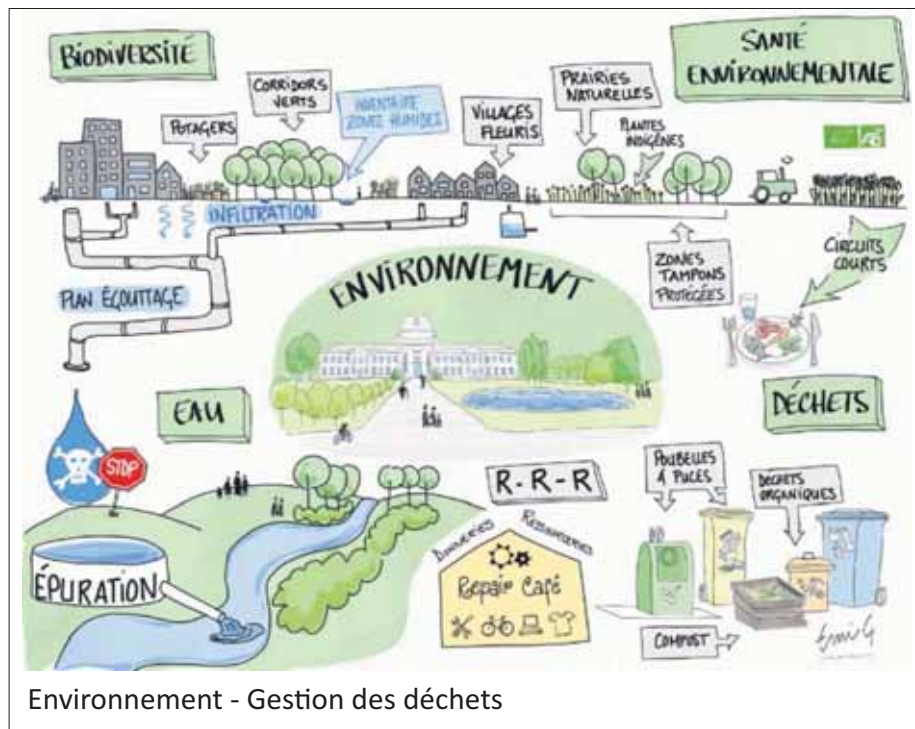 BIODIVERSITÉ
SANTÉ
ENVIRONNEMENTALE
POTAGERS
CORRIDORS
VERTS
INVENTAIRE
ZONES HUMIDES
VILLAGES
FLEURIS
PRAIRIES
NATURELLES
PLANTES
INDIGÈNES
INFILTRATION
PLAN ÉGOUTTAGE
ENVIRONNEMENT
ZONES
TAMPONS
PROTÉGÉES
CIRCUITS
COURTS
EAU
DÉCHETS
STOP
ÉPURATION
R-R-R
DONNERIES
RESSOURCERIES
Repair Café
POUBELLES
À PUCES
DÉCHETS
ORGANIQUES
COMPOST
Environnement - Gestion des déchets